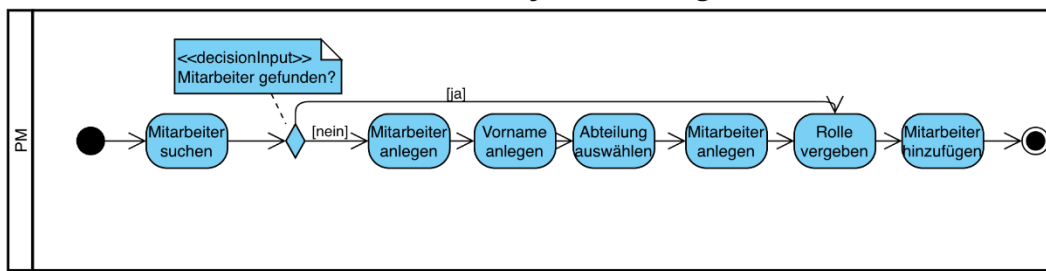 <<decisionInput>>
Mitarbeiter gefunden?
[ja]
PM
Mitarbeiter
suchen
[nein]
Mitarbeiter
anlegen
Vorname
anlegen
Abteilung
auswählen
Mitarbeiter
anlegen
Rolle
vergeben
Mitarbeiter
hinzufügen